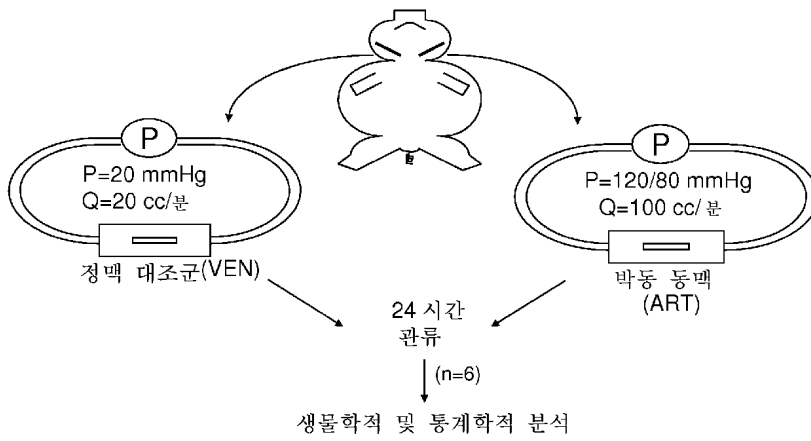 P
P=20 mmHg
Q=20 cc/분
정맥 대조군(VEN)
P
P=120/80 mmHg
Q=100 cc/분
박동 동맥
(ART)
24 시간
관류
(n=6)
생물학적 및 통계학적 분석